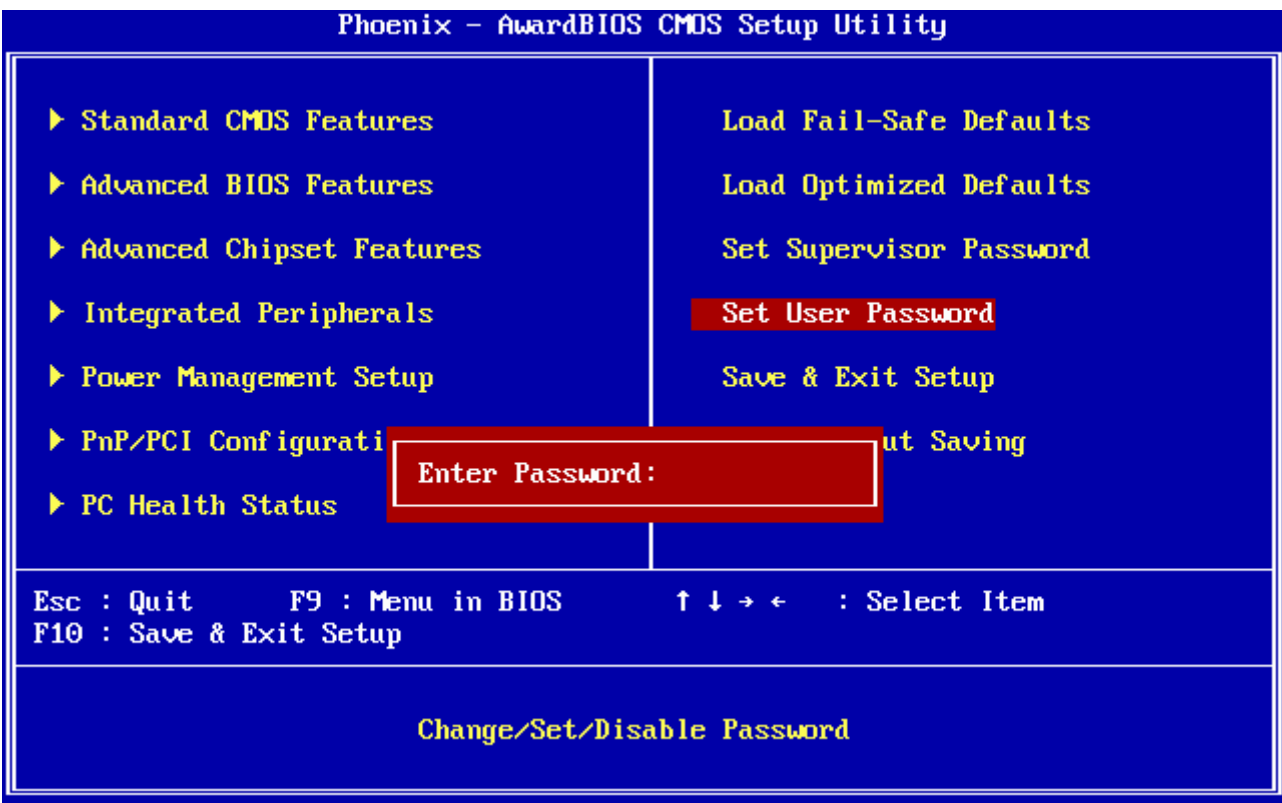 Phoenix - AwardBIOS CMOS Setup Utility
▶ Standard CMOS Features
▶ Advanced BIOS Features
▶ Advanced Chipset Features
▶ Integrated Peripherals
▶ Power Management Setup
▶ PnP/PCI Configurati
▶ PC Health Status
Load Fail-Safe Defaults
Load Optimized Defaults
Set Supervisor Password
Set User Password
Save & Exit Setup
ut Saving
Enter Password:
Esc : Quit F9 : Menu in BIOS ↑ ↓ → ← : Select Item
F10 : Save & Exit Setup
Change/Set/Disable Password